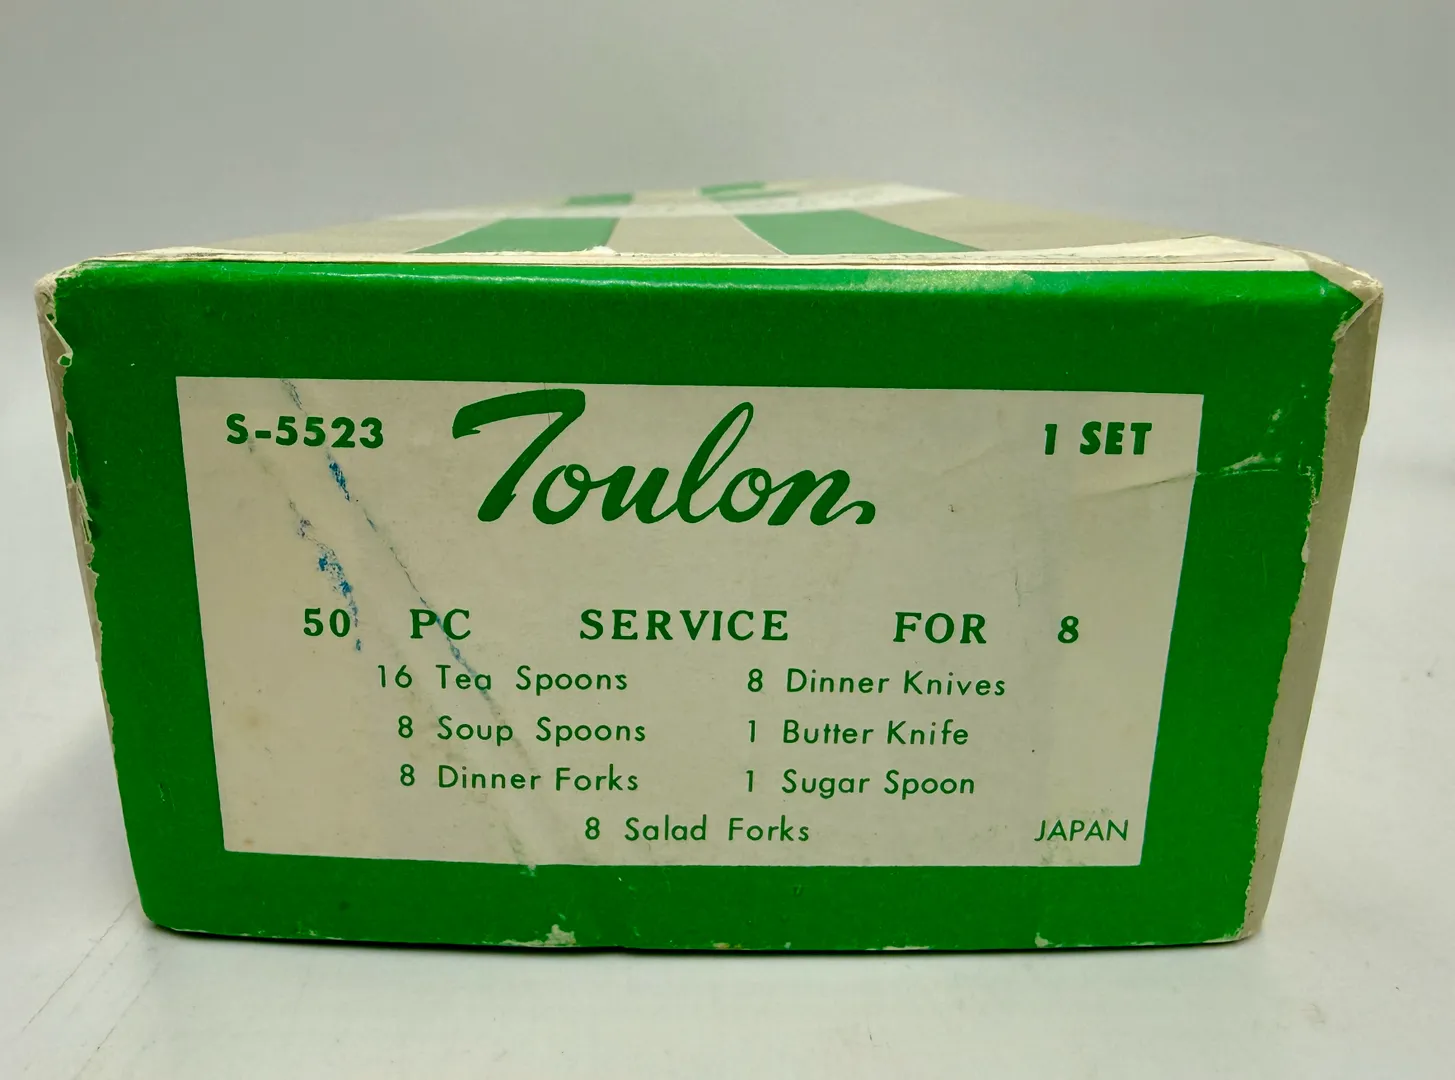 S-5523 Toulon 1 SET
50 PC SERVICE FOR 8
16 Tea Spoons 8 Dinner Knives
8 Soup Spoons 1 Butter Knife
8 Dinner Forks 1 Sugar Spoon
8 Salad Forks JAPAN